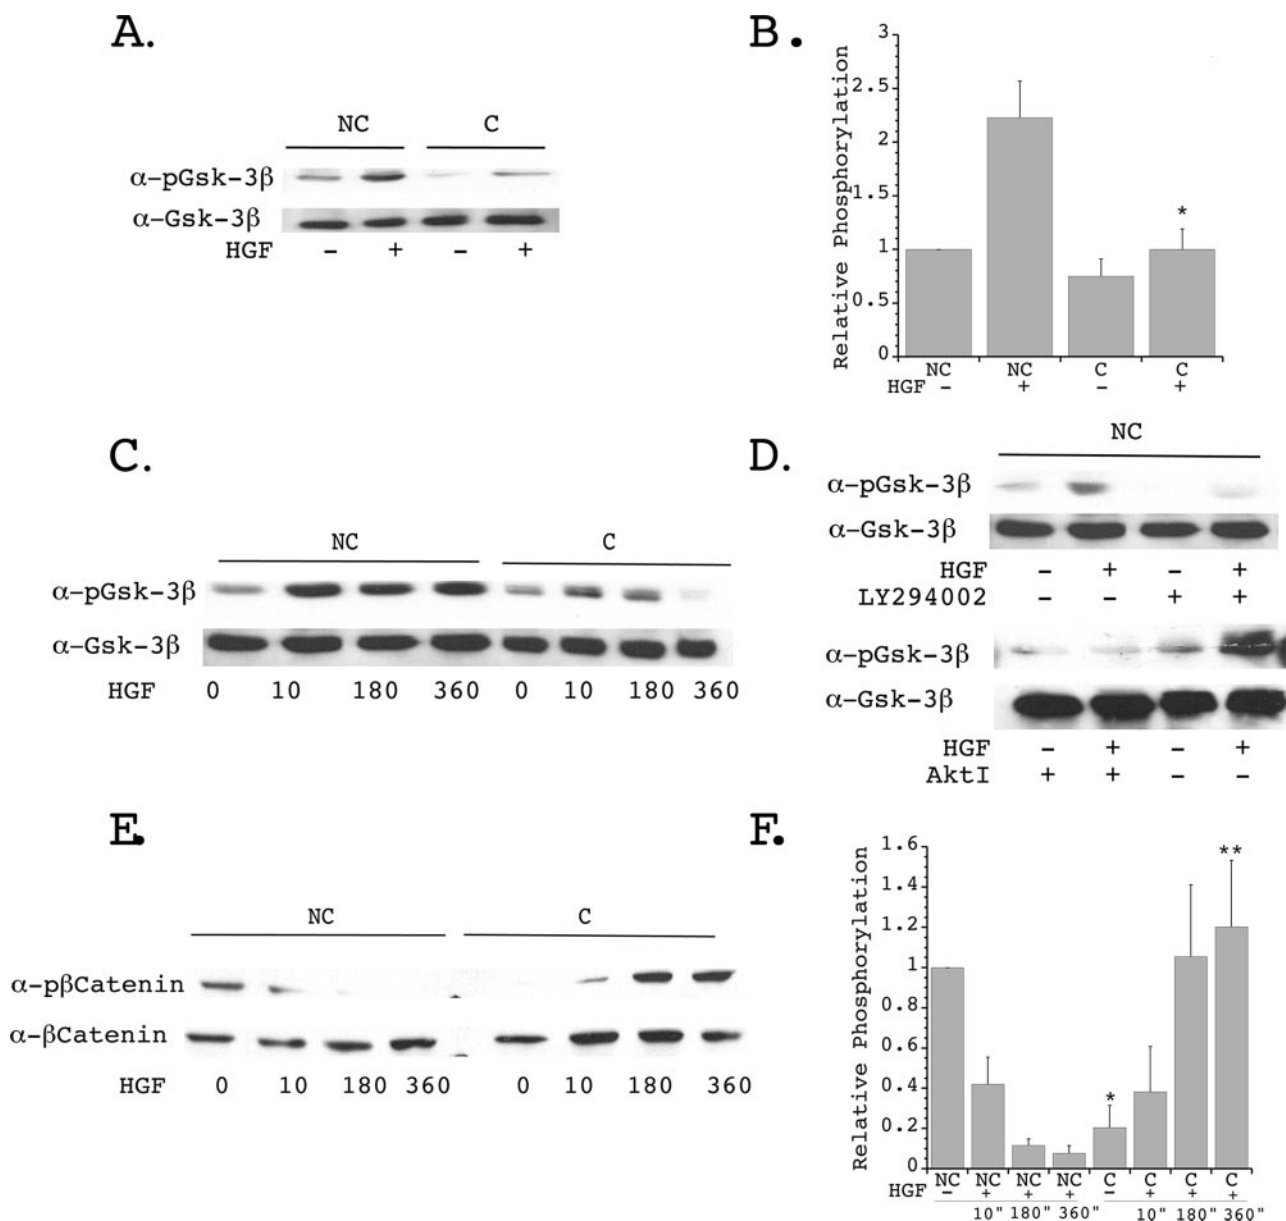 A.
NC C
α-pGsk-3β
α-Gsk-3β
HGF - + - +
B.
Relative Phosphorylation
3
2.5
2
1.5
1
0.5
0
*
NC NC C C
HGF - + - +
C.
NC C
α-pGsk-3β
α-Gsk-3β
HGF 0 10 180 360 0 10 180 360
D.
NC
α-pGsk-3β
α-Gsk-3β
HGF - + - +
LY294002 - - + +
α-pGsk-3β
α-Gsk-3β
HGF - + - +
AktI + + - -
E.
NC C
α-pβCatenin
α-βCatenin
HGF 0 10 180 360 0 10 180 360
F.
Relative Phosphorylation
1.6
1.4
1.2
1
0.8
0.6
0.4
0.2
0
* **
NC NC NC NC C C C C
HGF - + + + - + + +
10" 180" 360" 10" 180" 360"